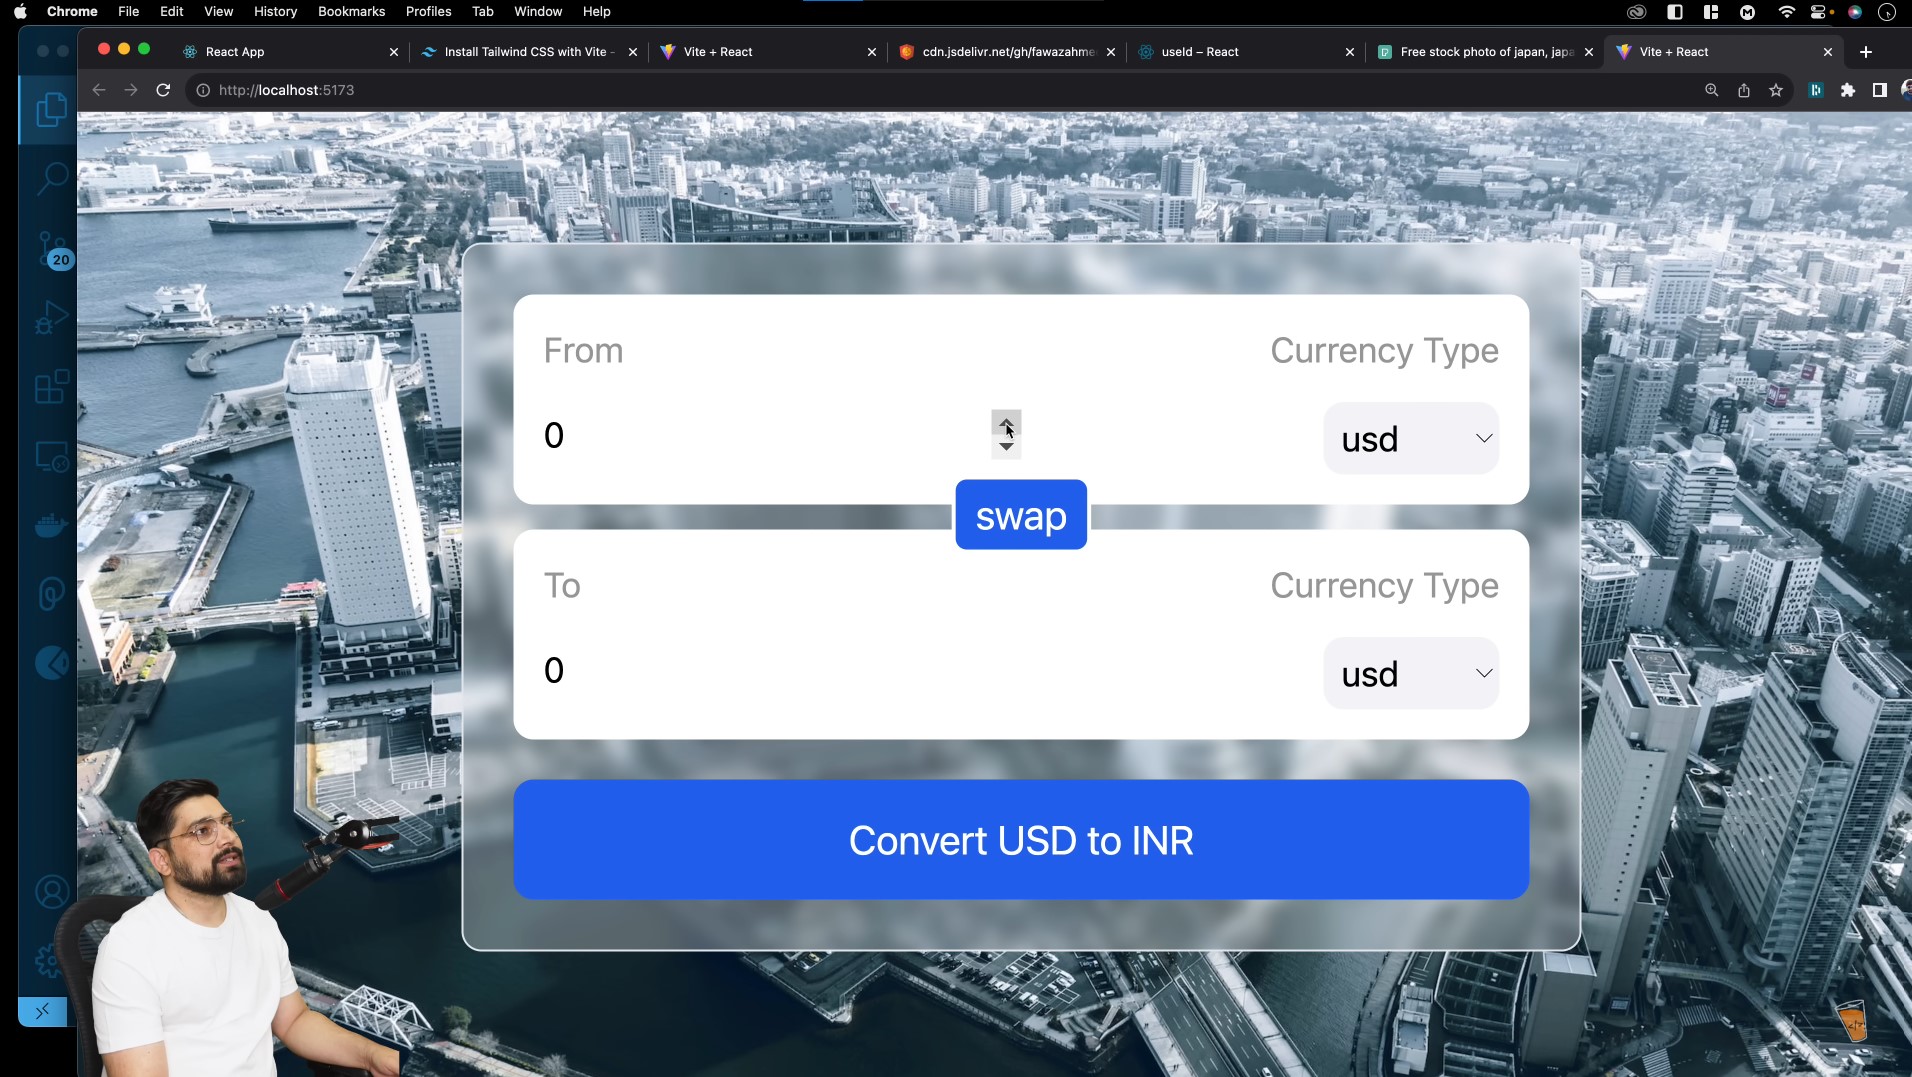 Chrome File Edit View History Bookmarks Profiles Tab Window Help
React App
Install Tailwind CSS with Vite -
Vite + React
cdn.jsdelivr.net/gh/fawazahme
useId – React
Free stock photo of japan, japa
Vite + React
http://localhost:5173
20
From
Currency Type
0
usd
swap
To
Currency Type
0
usd
Convert USD to INR